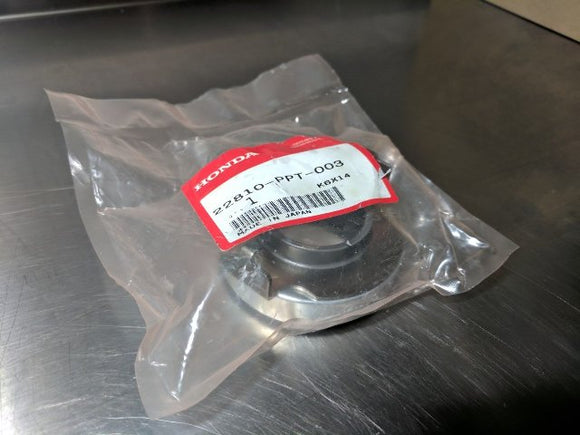 HONDA
22810-PPT-003
1
K6X14
MADE IN JAPAN